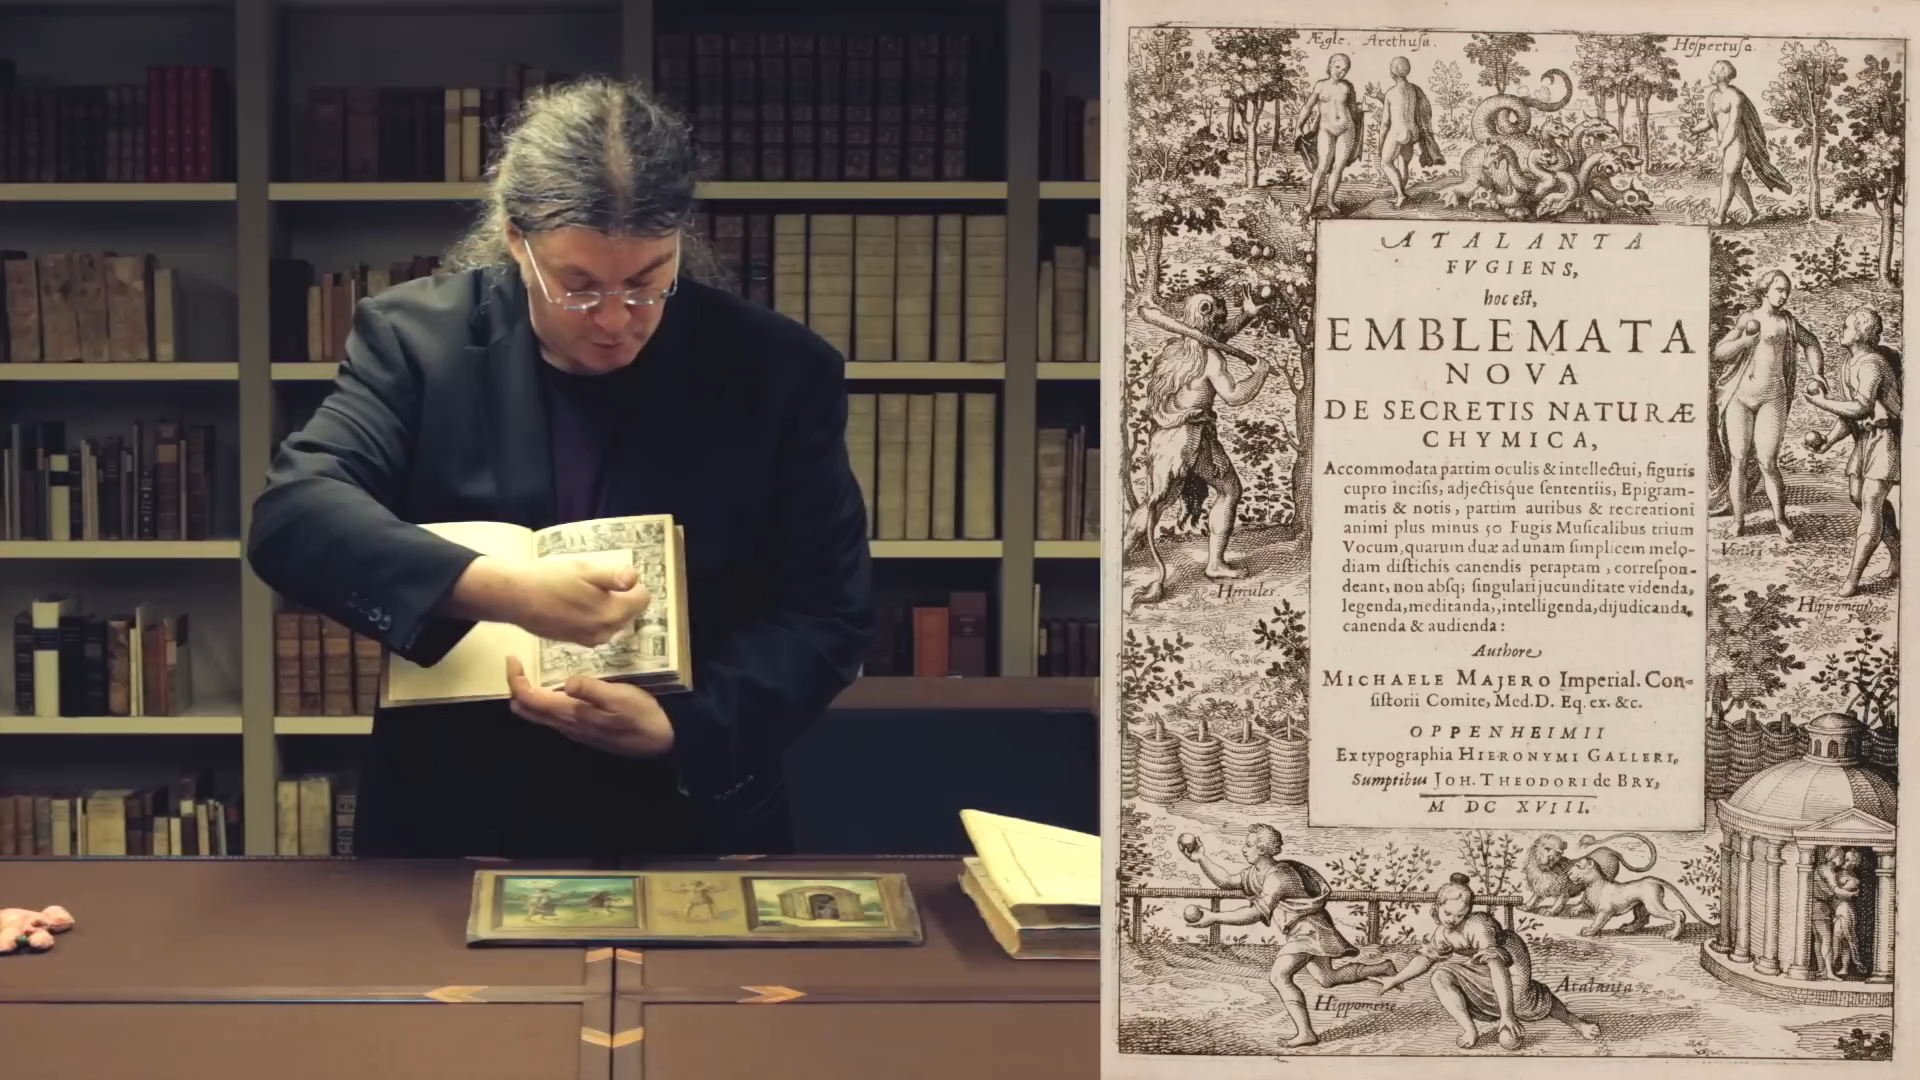 Ægle. Arethuſa.
Heſpertuſa.
ATALANTA
FVGIENS,
hoc eſt,
EMBLEMATA
NOVA
DE SECRETIS NATURÆ
CHYMICA,
Accommodata partim oculis & intellectui, figuris
cupro inciſis, adjectisque ſententiis, Epigram-
matis & notis, partim auribus & recreationi
animi plus minus 50 Fugis Muſicalibus trium
Vocum, quarum duæ ad unam ſimplicem melo-
diam diſtichis canendis peraptam, correſpon-
deant, non abſq; ſingulari jucunditate videnda,
legenda, meditanda, intelligenda, dijudicanda,
canenda & audienda:
Authore
MICHAELE MAJERO Imperial. Con-
ſiſtorii Comite, Med. D. Eq. ex. &c.
OPPENHEIMII
Ex typographia HIERONYMI GALLERI,
Sumptibus JOH. THEODORI de BRY,
M DC XVIII.
Hercules.
Venus
Hippomenes
Hippomene
Atalanta